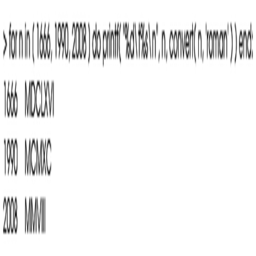 > for n in ( 1666, 1990, 2008 ) do printf( "%d\t%s\n", n, convert( n, 'roman' ) ) end:
1666 MDCLXVI
1990 MCMXC
2008 MMVIII